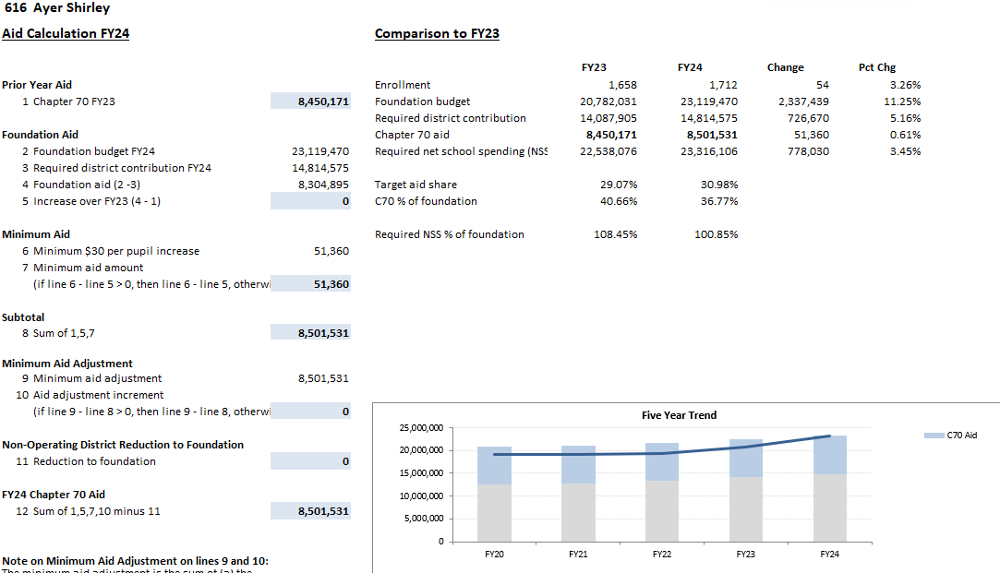 616 Ayer Shirley
Aid Calculation FY24
Prior Year Aid
1 Chapter 70 FY23 8,450,171
Foundation Aid
2 Foundation budget FY24 23,119,470
3 Required district contribution FY24 14,814,575
4 Foundation aid (2 -3) 8,304,895
5 Increase over FY23 (4 - 1) 0
Minimum Aid
6 Minimum $30 per pupil increase 51,360
7 Minimum aid amount
(if line 6 - line 5 > 0, then line 6 - line 5, otherwi 51,360
Subtotal
8 Sum of 1,5,7 8,501,531
Minimum Aid Adjustment
9 Minimum aid adjustment 8,501,531
10 Aid adjustment increment
(if line 9 - line 8 > 0, then line 9 - line 8, otherwi 0
Non-Operating District Reduction to Foundation
11 Reduction to foundation 0
FY24 Chapter 70 Aid
12 Sum of 1,5,7,10 minus 11 8,501,531
Note on Minimum Aid Adjustment on lines 9 and 10:
The minimum aid adjustment is the sum of (a) the
Comparison to FY23
FY23 FY24 Change Pct Chg
Enrollment 1,658 1,712 54 3.26%
Foundation budget 20,782,031 23,119,470 2,337,439 11.25%
Required district contribution 14,087,905 14,814,575 726,670 5.16%
Chapter 70 aid 8,450,171 8,501,531 51,360 0.61%
Required net school spending (NSS 22,538,076 23,316,106 778,030 3.45%
Target aid share 29.07% 30.98%
C70 % of foundation 40.66% 36.77%
Required NSS % of foundation 108.45% 100.85%
Five Year Trend
25,000,000
20,000,000
15,000,000
10,000,000
5,000,000
0
FY20 FY21 FY22 FY23 FY24
C70 Aid